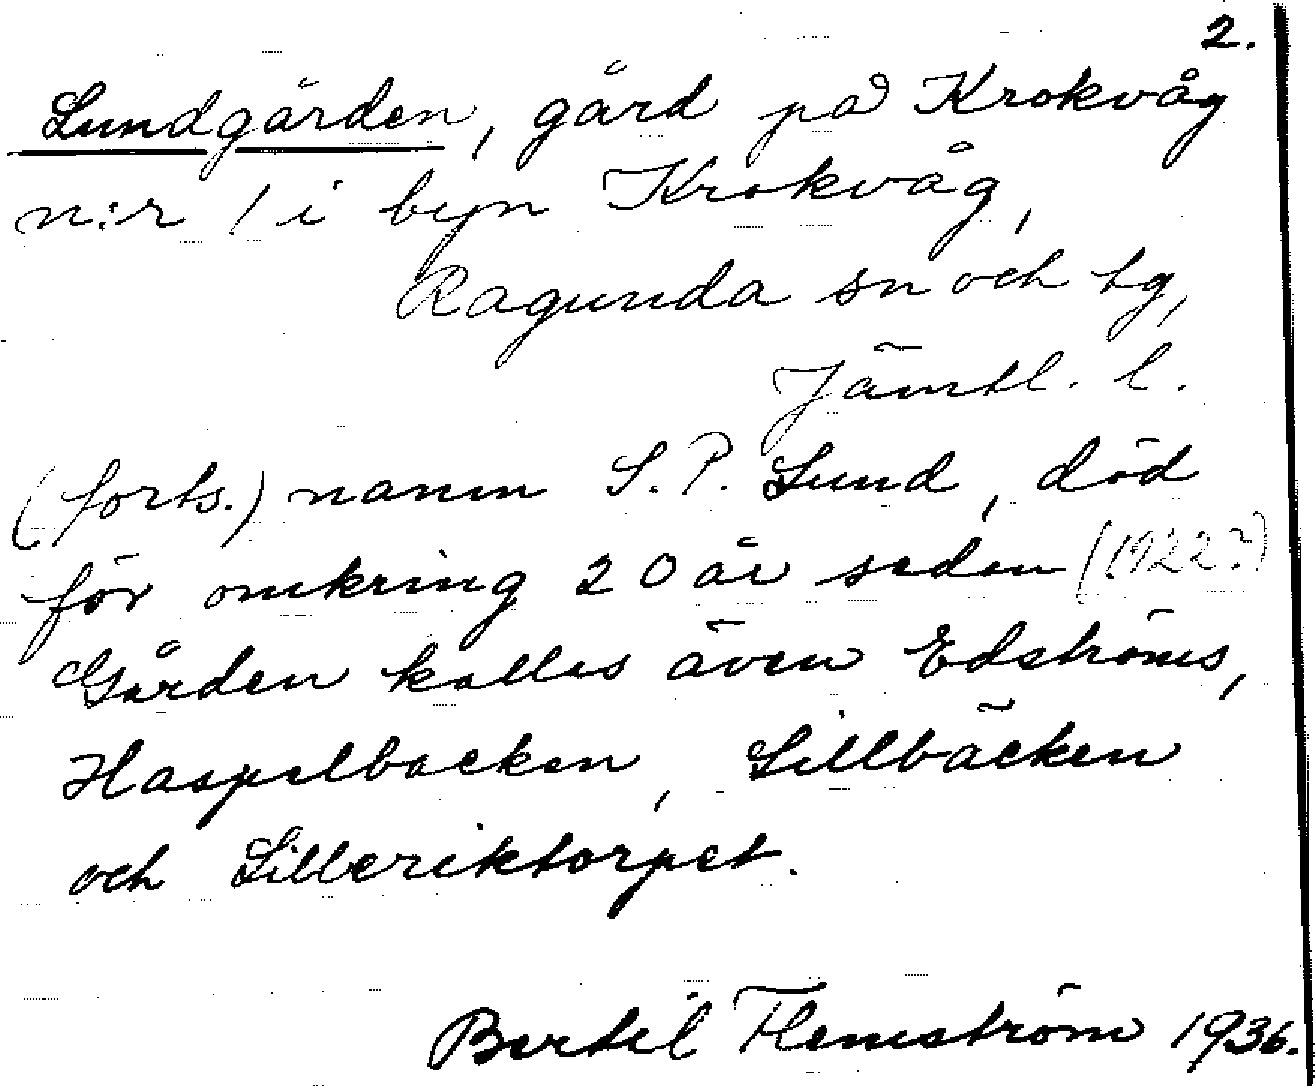 2.
Lundgården, gård på Krokvåg
n:r 1 i byn Krokvåg,
Ragunda sn och tg,
Jämtl. l.
(forts.) namn S. P. Lund, död
för omkring 20 år sedan (1922?)
Gården kallas även Edströms,
Haspelbacken, Lillbäcken
och Lilleriktorpet.
Bertil Flemström 1936.